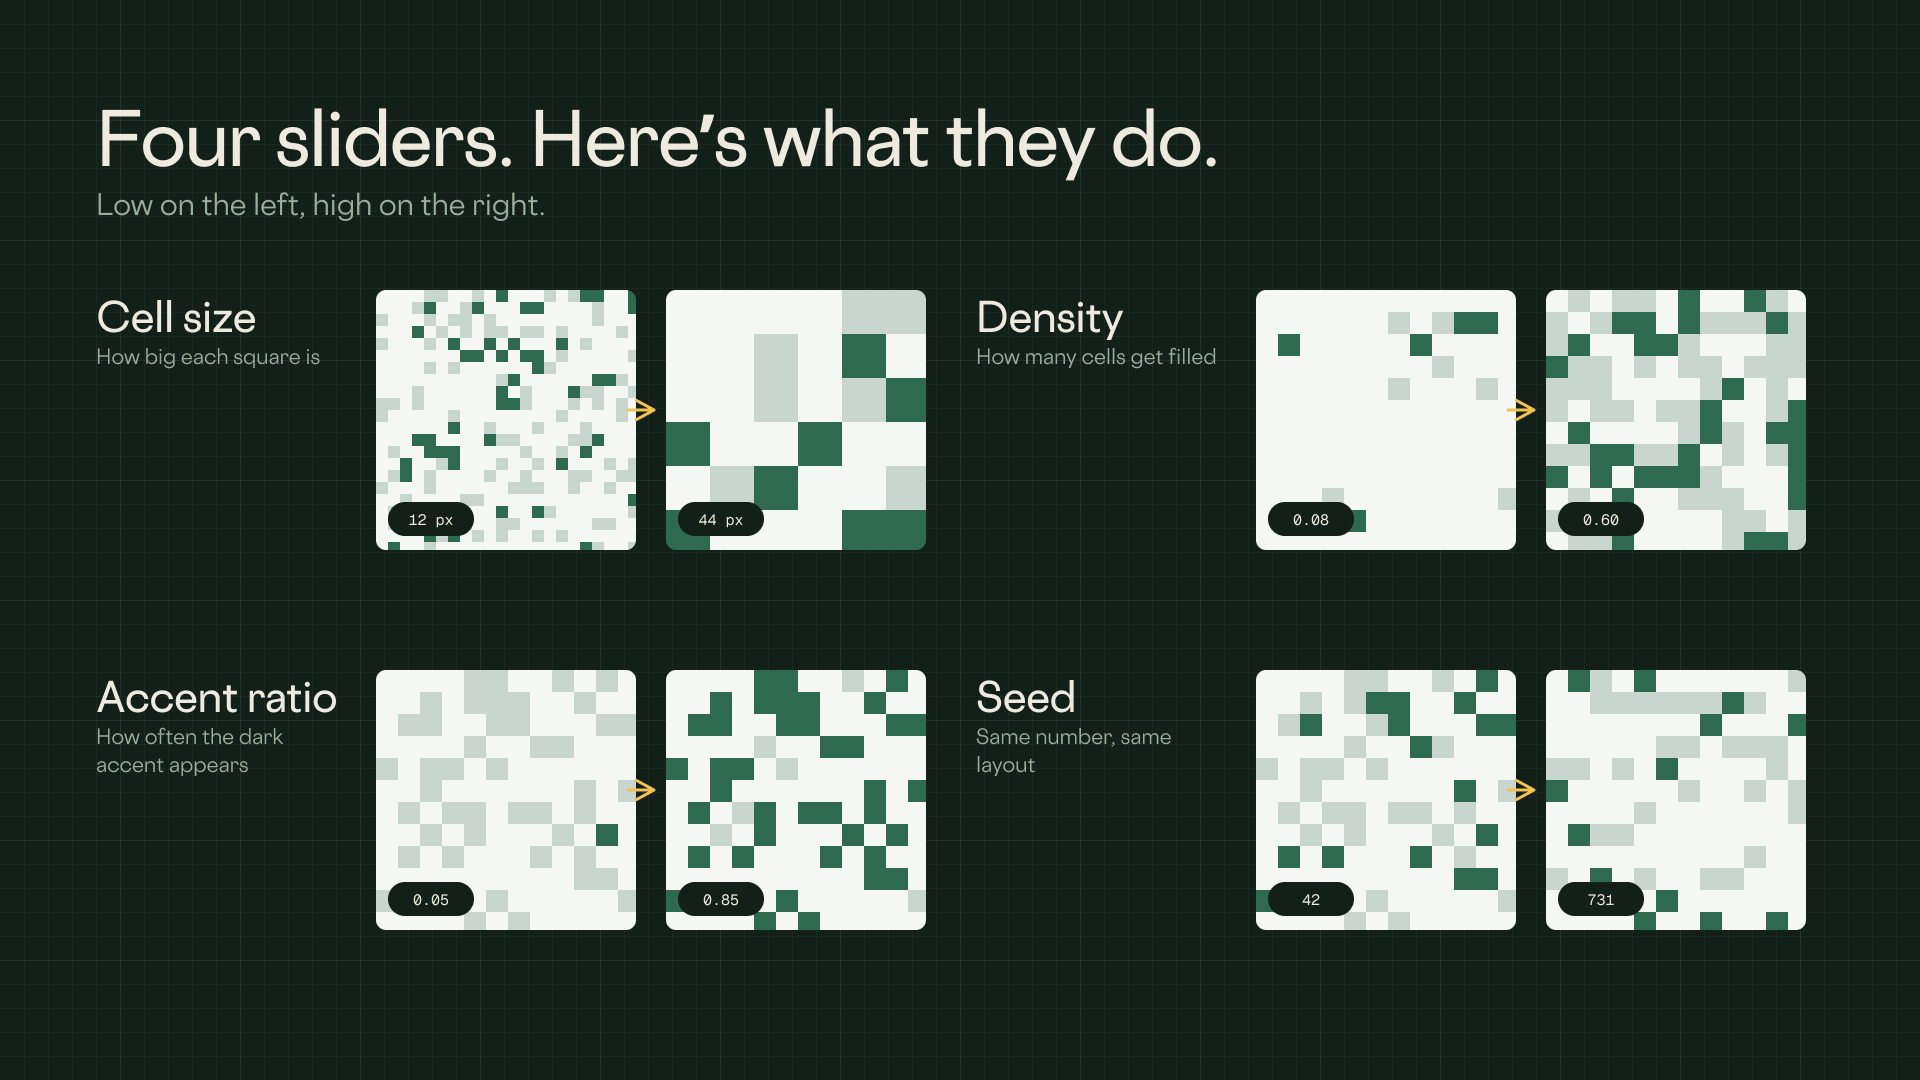 Four sliders. Here's what they do.
Low on the left, high on the right.
Cell size
How big each square is
12 px
44 px
Density
How many cells get filled
0.08
0.60
Accent ratio
How often the dark
accent appears
0.05
0.85
Seed
Same number, same
layout
42
731